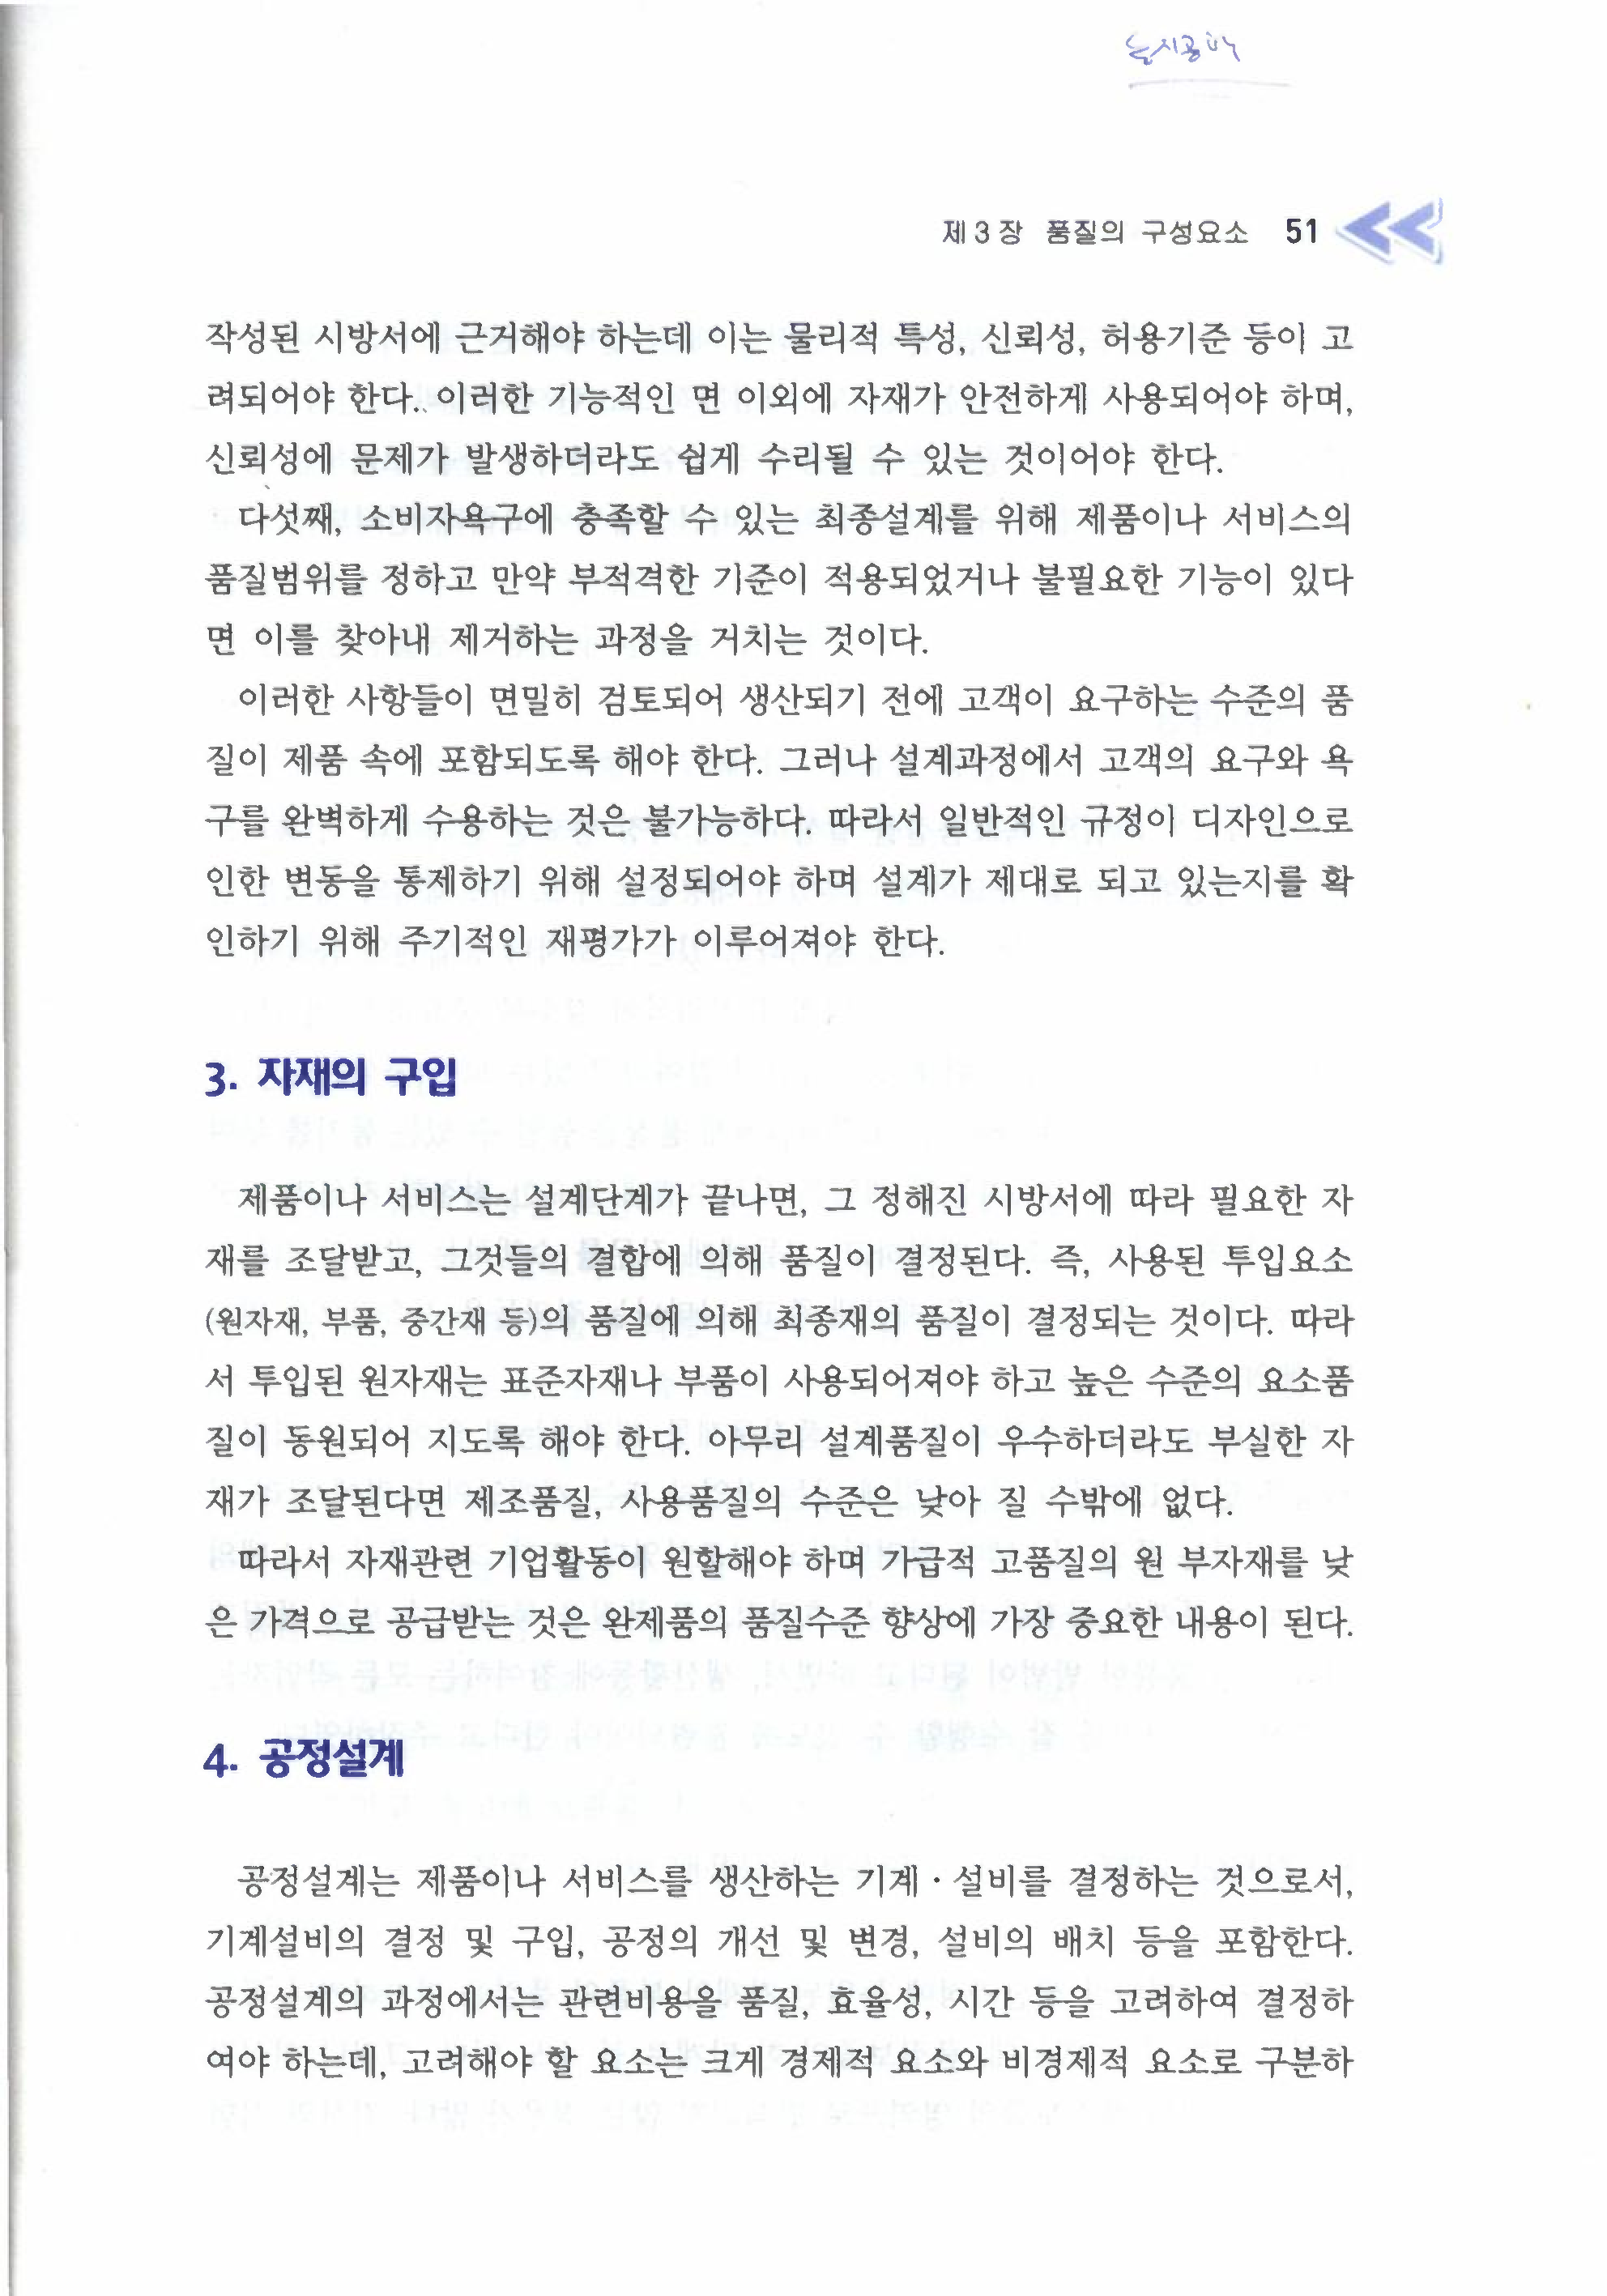 제 3 장 품질의 구성요소 51
작성된 시방서에 근거해야 하는데 이는 물리적 특성, 신뢰성, 허용기준 등이 고
려되어야 한다. 이러한 기능적인 면 이외에 자재가 안전하게 사용되어야 하며,
신뢰성에 문제가 발생하더라도 쉽게 수리될 수 있는 것이어야 한다.
다섯째, 소비자욕구에 충족할 수 있는 최종설계를 위해 제품이나 서비스의
품질범위를 정하고 만약 부적격한 기준이 적용되었거나 불필요한 기능이 있다
면 이를 찾아내 제거하는 과정을 거치는 것이다.
이러한 사항들이 면밀히 검토되어 생산되기 전에 고객이 요구하는 수준의 품
질이 제품 속에 포함되도록 해야 한다. 그러나 설계과정에서 고객의 요구와 욕
구를 완벽하게 수용하는 것은 불가능하다. 따라서 일반적인 규정이 디자인으로
인한 변동을 통제하기 위해 설정되어야 하며 설계가 제대로 되고 있는지를 확
인하기 위해 주기적인 재평가가 이루어져야 한다.
3. 자재의 구입
제품이나 서비스는 설계단계가 끝나면, 그 정해진 시방서에 따라 필요한 자
재를 조달받고, 그것들의 결합에 의해 품질이 결정된다. 즉, 사용된 투입요소
(원자재, 부품, 중간재 등)의 품질에 의해 최종재의 품질이 결정되는 것이다. 따라
서 투입된 원자재는 표준자재나 부품이 사용되어져야 하고 높은 수준의 요소품
질이 동원되어 지도록 해야 한다. 아무리 설계품질이 우수하더라도 부실한 자
재가 조달된다면 제조품질, 사용품질의 수준은 낮아 질 수밖에 없다.
따라서 자재관련 기업활동이 원할해야 하며 가급적 고품질의 원 부자재를 낮
은 가격으로 공급받는 것은 완제품의 품질수준 향상에 가장 중요한 내용이 된다.
4. 공정설계
공정설계는 제품이나 서비스를 생산하는 기계·설비를 결정하는 것으로서,
기계설비의 결정 및 구입, 공정의 개선 및 변경, 설비의 배치 등을 포함한다.
공정설계의 과정에서는 관련비용을 품질, 효율성, 시간 등을 고려하여 결정하
여야 하는데, 고려해야 할 요소는 크게 경제적 요소와 비경제적 요소로 구분하